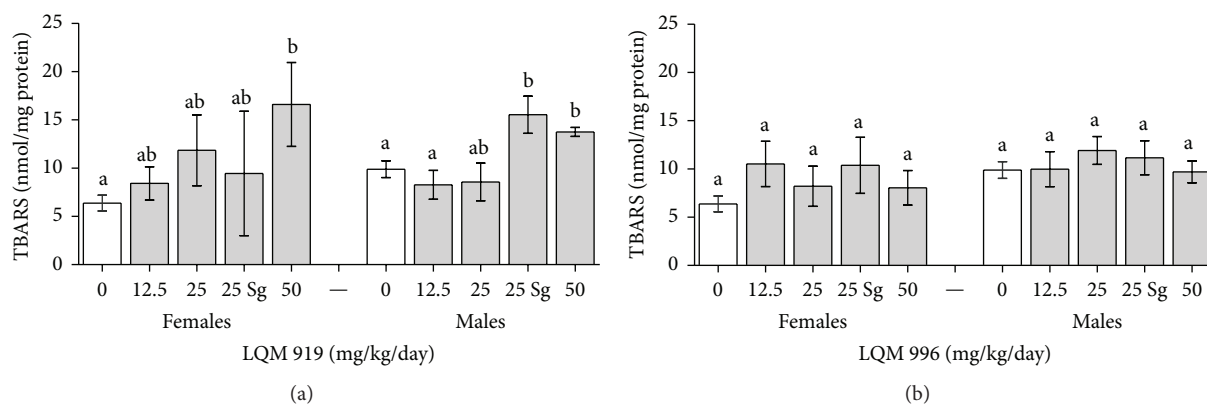 25
20
15
10
5
0
TBARS (nmol/mg protein)
a ab ab ab b a a ab b b
0 12.5 25 25 Sg 50 — 0 12.5 25 25 Sg 50
Females Males
LQM 919 (mg/kg/day)
(a)
25
20
15
10
5
0
TBARS (nmol/mg protein)
a a a a a a a a a a
0 12.5 25 25 Sg 50 — 0 12.5 25 25 Sg 50
Females Males
LQM 996 (mg/kg/day)
(b)